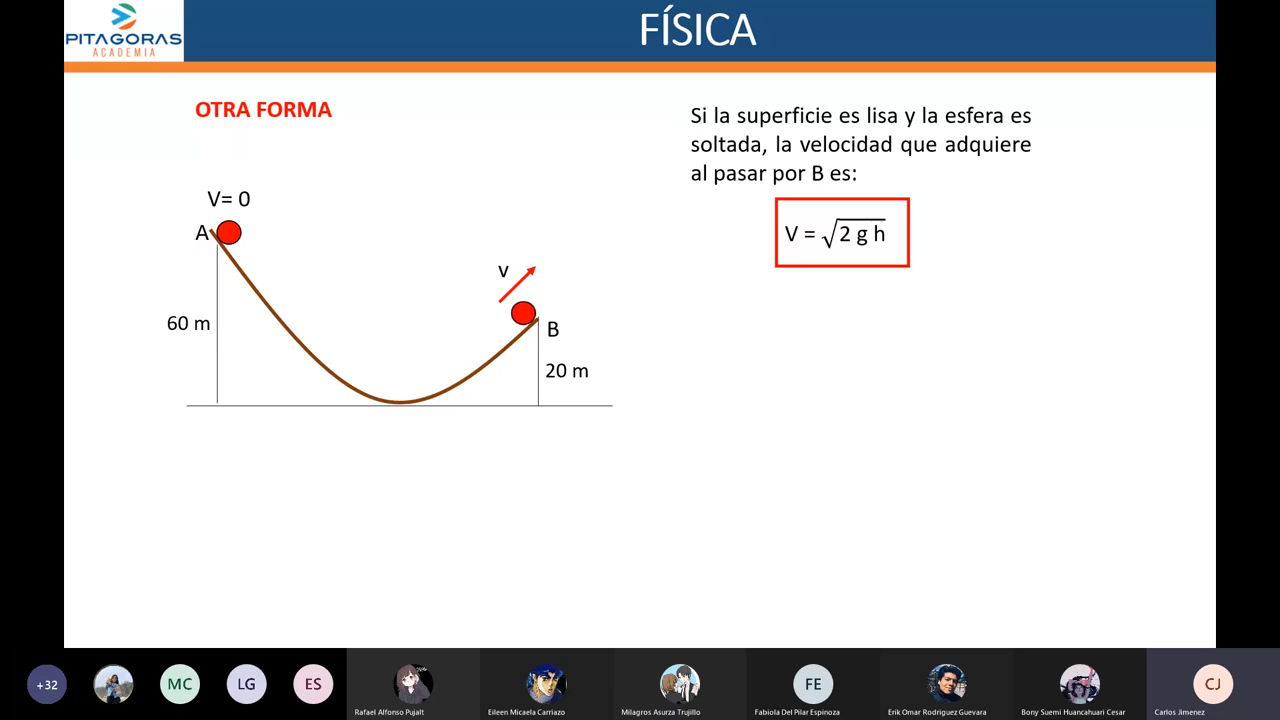 PITAGORAS
ACADEMIA
FÍSICA
OTRA FORMA
Si la superficie es lisa y la esfera es
soltada, la velocidad que adquiere
al pasar por B es:
V = √2 g h
V= 0
A
60 m
v
B
20 m
+32
MC
LG
ES
FE
CJ
Rafael Alfonso Pujalt
Eileen Micaela Carriazo
Milagros Asurza Trujillo
Fabiola Del Pilar Espinoza
Erik Omar Rodriguez Guevara
Bony Suemi Huancahuari Cesar
Carlos Jimenez